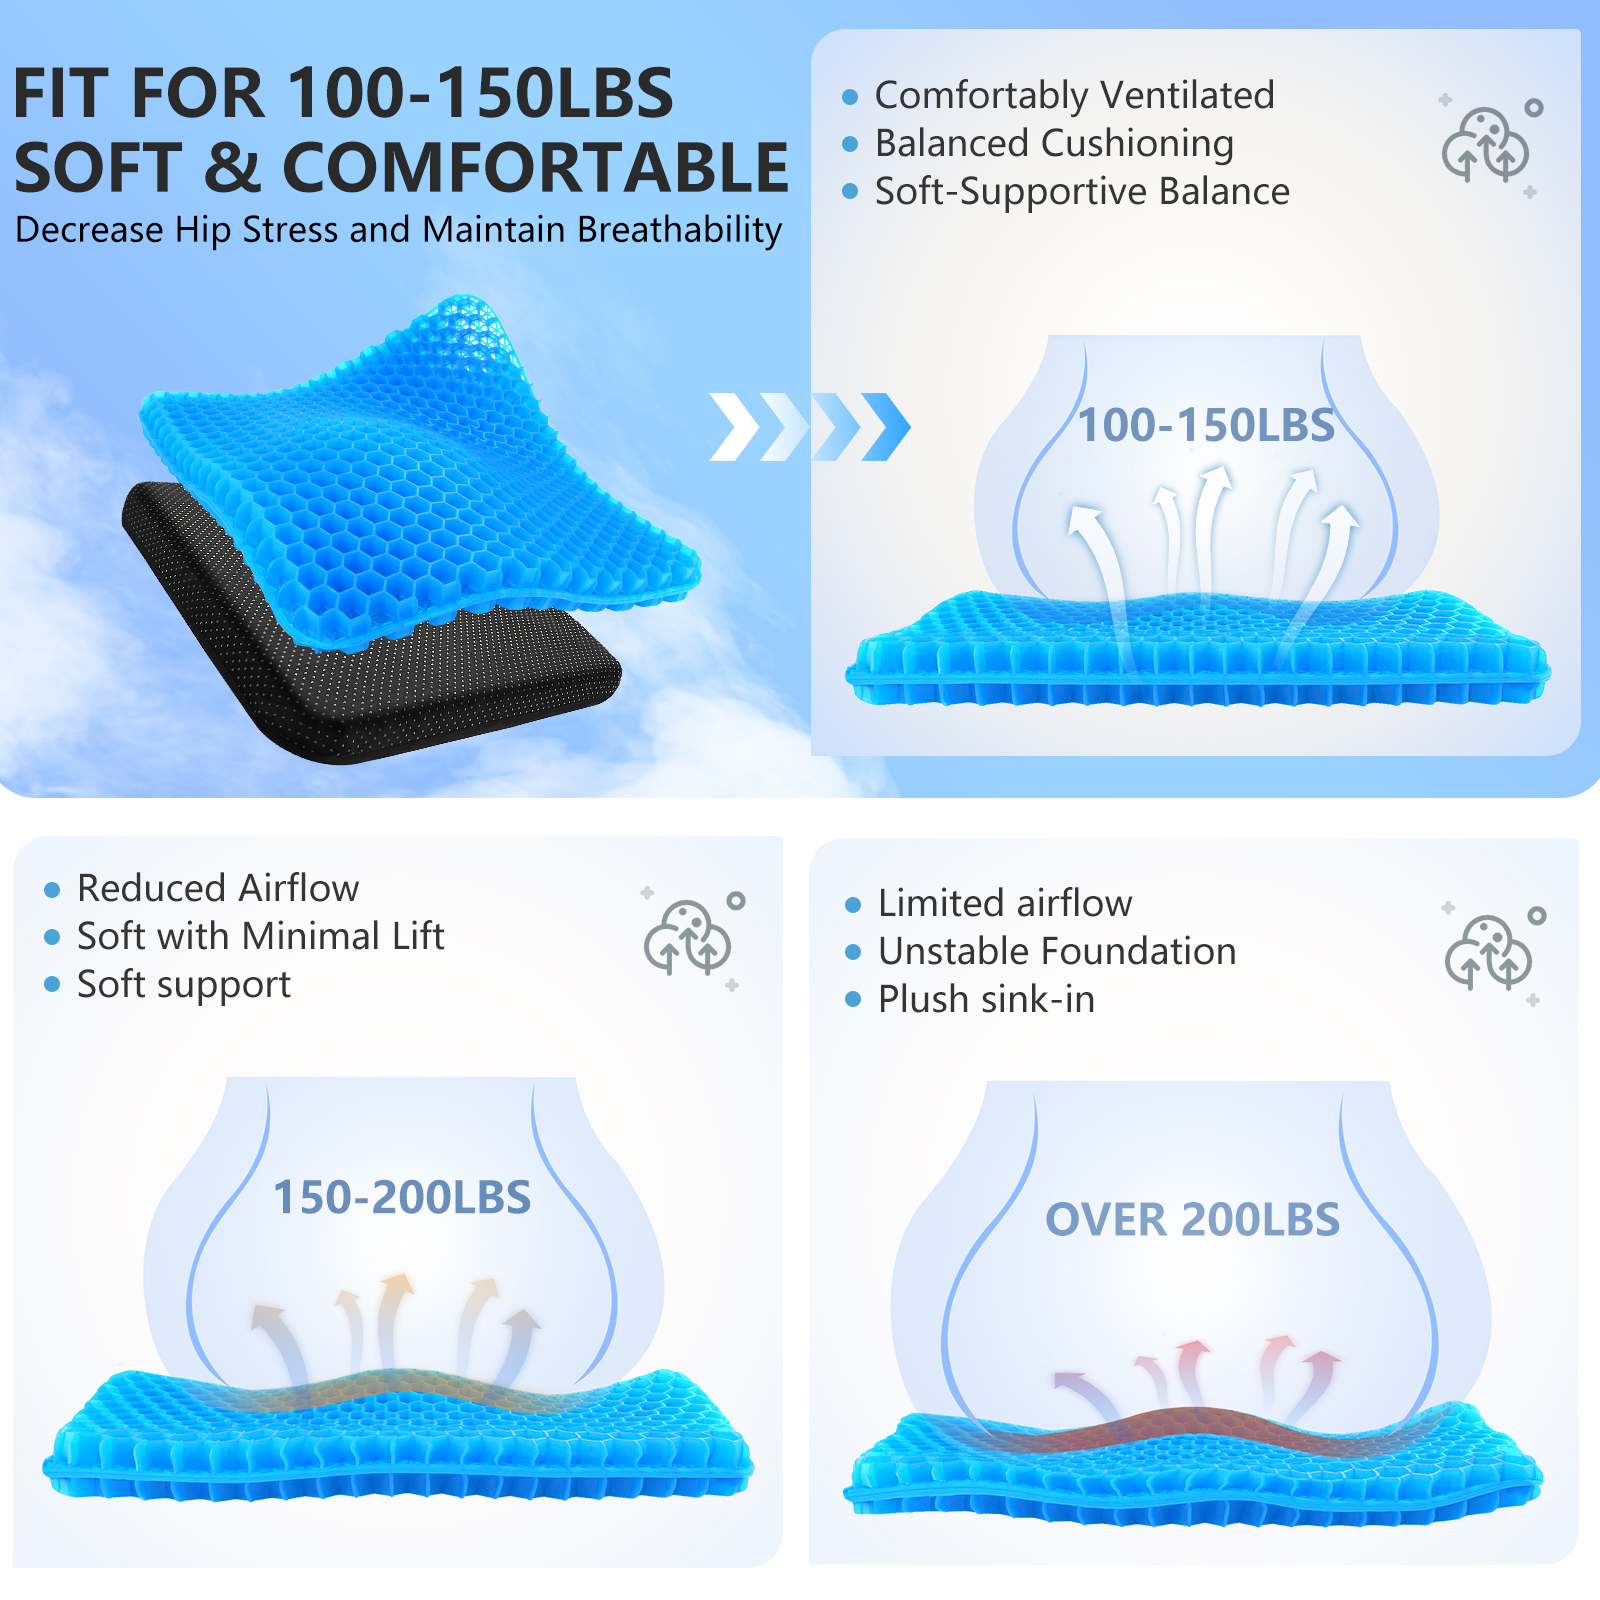 FIT FOR 100-150LBS
SOFT & COMFORTABLE
Decrease Hip Stress and Maintain Breathability
Comfortably Ventilated
Balanced Cushioning
Soft-Supportive Balance
100-150LBS
Reduced Airflow
Soft with Minimal Lift
Soft support
150-200LBS
Limited airflow
Unstable Foundation
Plush sink-in
OVER 200LBS